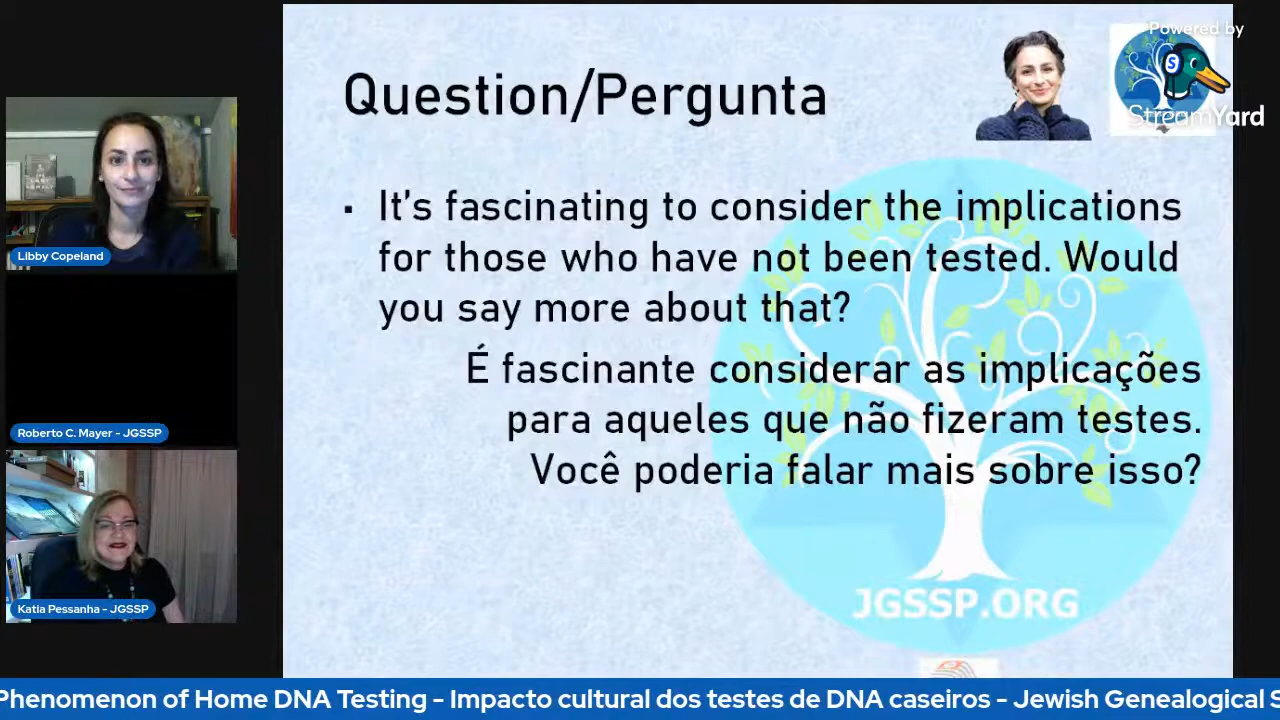 Powered by
StreamYard
Question/Pergunta
It's fascinating to consider the implications
for those who have not been tested. Would
you say more about that?
É fascinante considerar as implicações
para aqueles que não fizeram testes.
Você poderia falar mais sobre isso?
JGSSP.ORG
Libby Copeland
Roberto C. Mayer - JGSSP
Katia Pessanha - JGSSP
Phenomenon of Home DNA Testing - Impacto cultural dos testes de DNA caseiros - Jewish Genealogical S